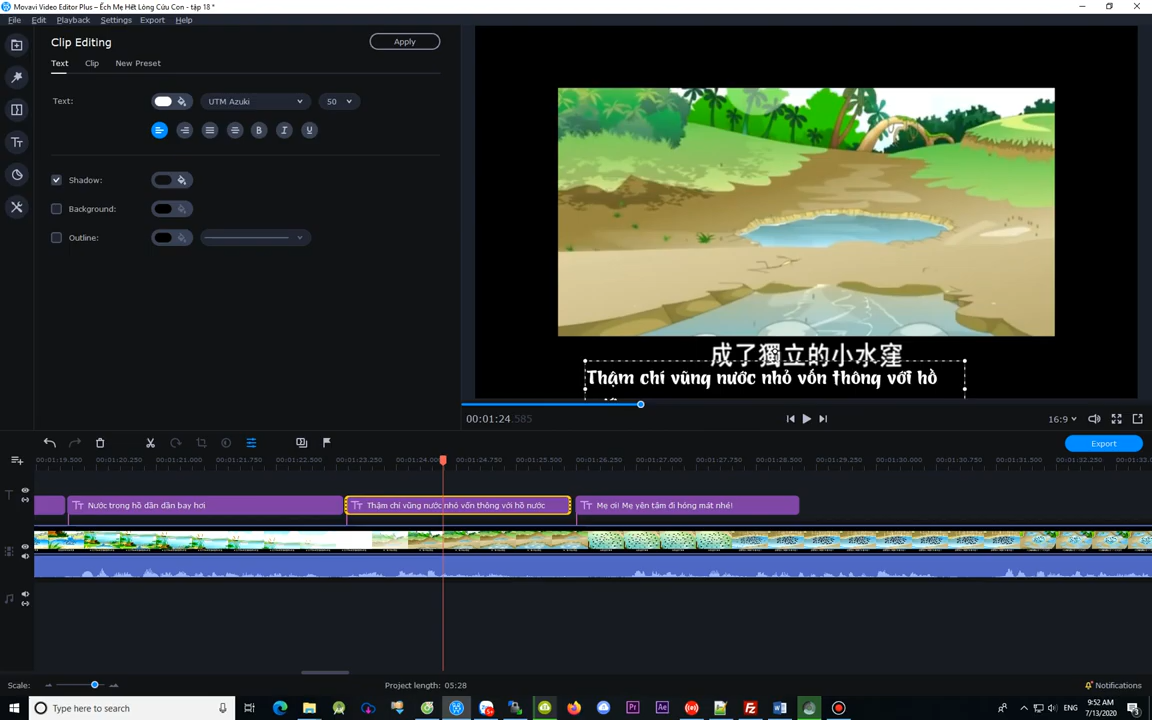 Movavi Video Editor Plus – Ếch Mẹ Hết Lòng Cứu Con - tập 18 *
File Edit Playback Settings Export Help
Clip Editing
Apply
Text Clip New Preset
Text:
UTM Azuki
50
B I U
Shadow:
Background:
Outline:
成了獨立的小水窪
Thậm chí vũng nước nhỏ vốn thông với hồ
00:01:24.585
16:9
Export
00:01:19.500 00:01:20.250 00:01:21.000 00:01:21.750 00:01:22.500 00:01:23.250 00:01:24.000 00:01:24.750 00:01:25.500 00:01:26.250 00:01:27.000 00:01:27.750 00:01:28.500 00:01:29.250 00:01:30.000 00:01:30.750 00:01:31.500 00:01:32.250 00:01:33.0
Nước trong hồ dần dần bay hơi
Thậm chí vũng nước nhỏ vốn thông với hồ nước
Mẹ ơi! Mẹ yên tâm đi hóng mát nhé!
Scale:
Project length: 05:28
Notifications
Type here to search
ENG
9:52 AM
7/13/2020